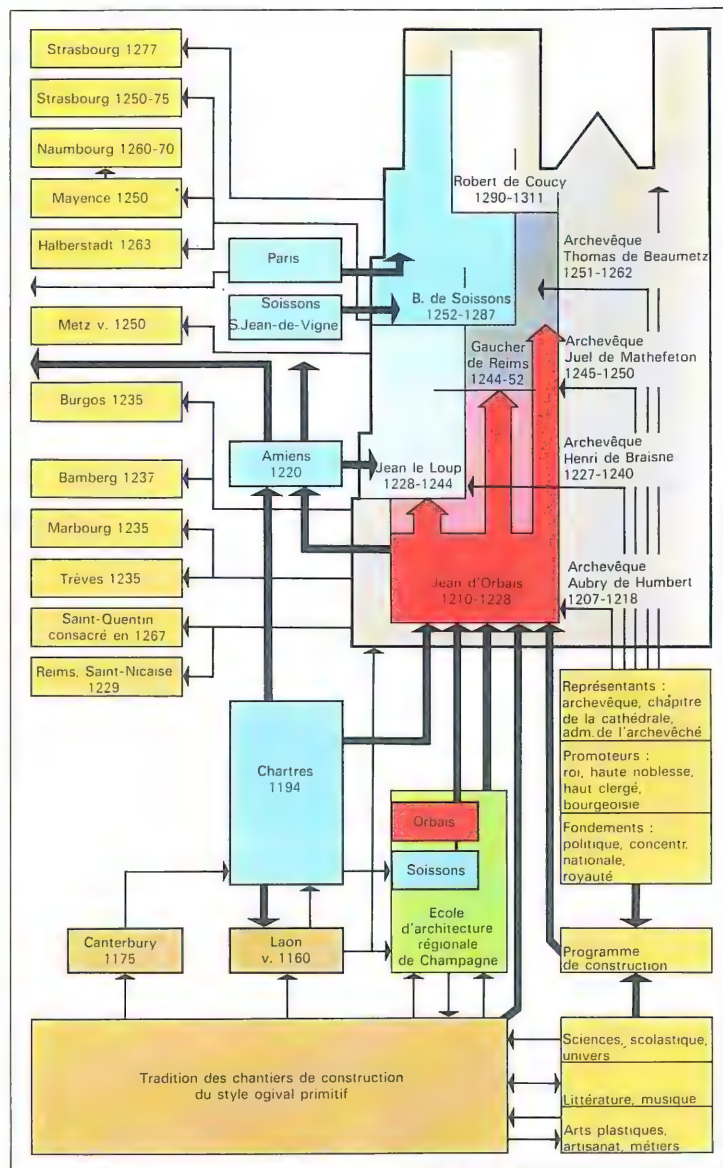 Strasbourg 1277
Strasbourg 1250-75
Naumbourg 1260-70
Mayence 1250
Halberstadt 1263
Metz v. 1250
Burgos 1235
Bamberg 1237
Marbourg 1235
Trèves 1235
Saint-Quentin
consacré en 1267
Reims, Saint-Nicaise
1229
Paris
Soissons
S.Jean-de-Vigne
Amiens
1220
Robert de Coucy
1290-1311
B. de Soissons
1252-1287
Gaucher
de Reims
1244-52
Jean le Loup
1228-1244
Jean d'Orbais
1210-1228
Archevêque
Thomas de Beaumetz
1251-1262
Archevêque
Juel de Mathefeton
1245-1250
Archevêque
Henri de Braisne
1227-1240
Archevêque
Aubry de Humbert
1207-1218
Chartres
1194
Orbais
Soissons
Ecole
d'architecture
régionale
de Champagne
Canterbury
1175
Laon
v. 1160
Tradition des chantiers de construction
du style ogival primitif
Représentants :
archevêque, chapitre
de la cathédrale,
adm. de l'archevêché
Promoteurs :
roi, haute noblesse,
haut clergé,
bourgeoisie
Fondements :
politique, concentr.
nationale,
royauté
Programme
de construction
Sciences, scolastique,
univers
Littérature, musique
Arts plastiques,
artisanat, métiers